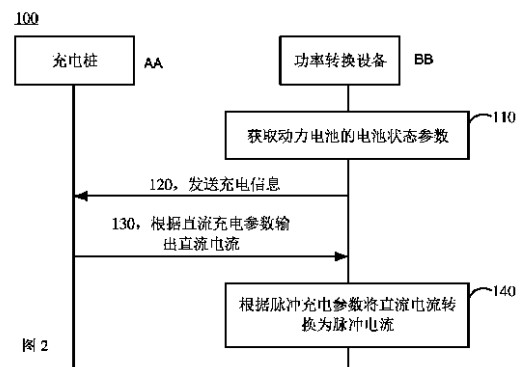 100
充电桩
AA
功率转换设备
BB
110
获取动力电池的电池状态参数
120，发送充电信息
130，根据直流充电参数输
出直流电流
140
根据脉冲充电参数将直流电流转
换为脉冲电流
图 2